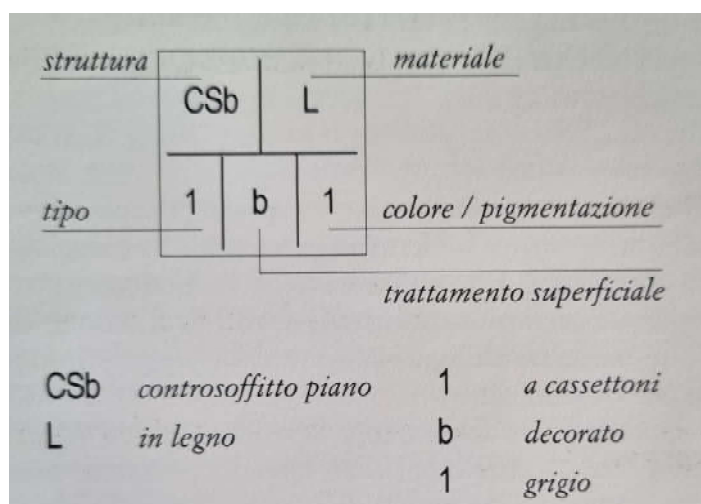 struttura materiale
CSb L
tipo 1 b 1 colore / pigmentazione
trattamento superficiale
CSb controsoffitto piano 1 a cassettoni
L in legno b decorato
1 grigio